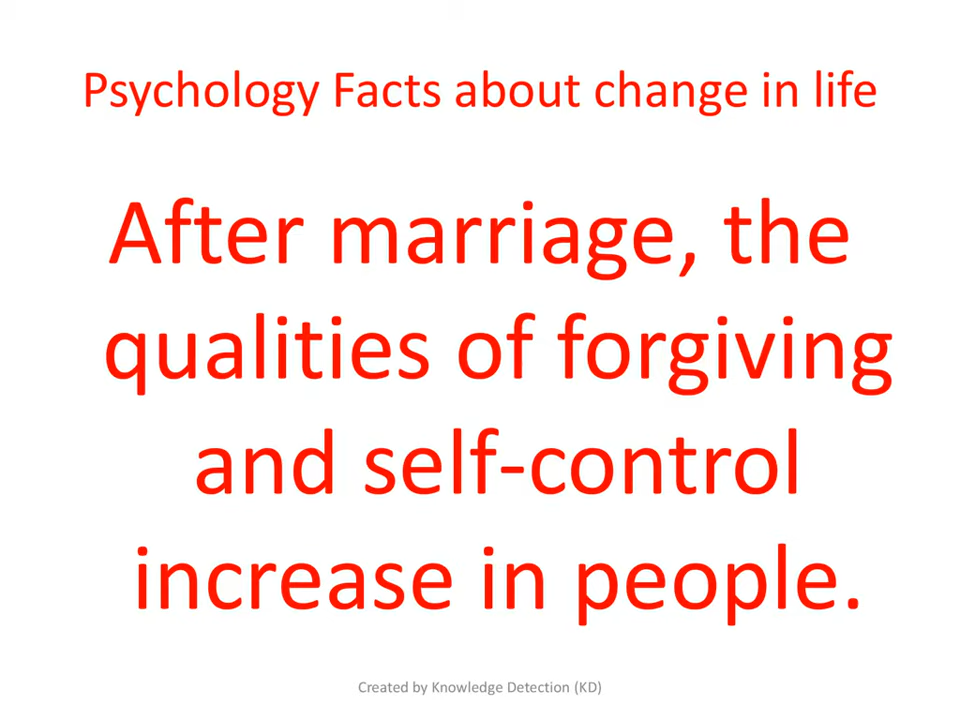 Psychology Facts about change in life
After marriage, the
qualities of forgiving
and self-control
increase in people.
Created by Knowledge Detection (KD)